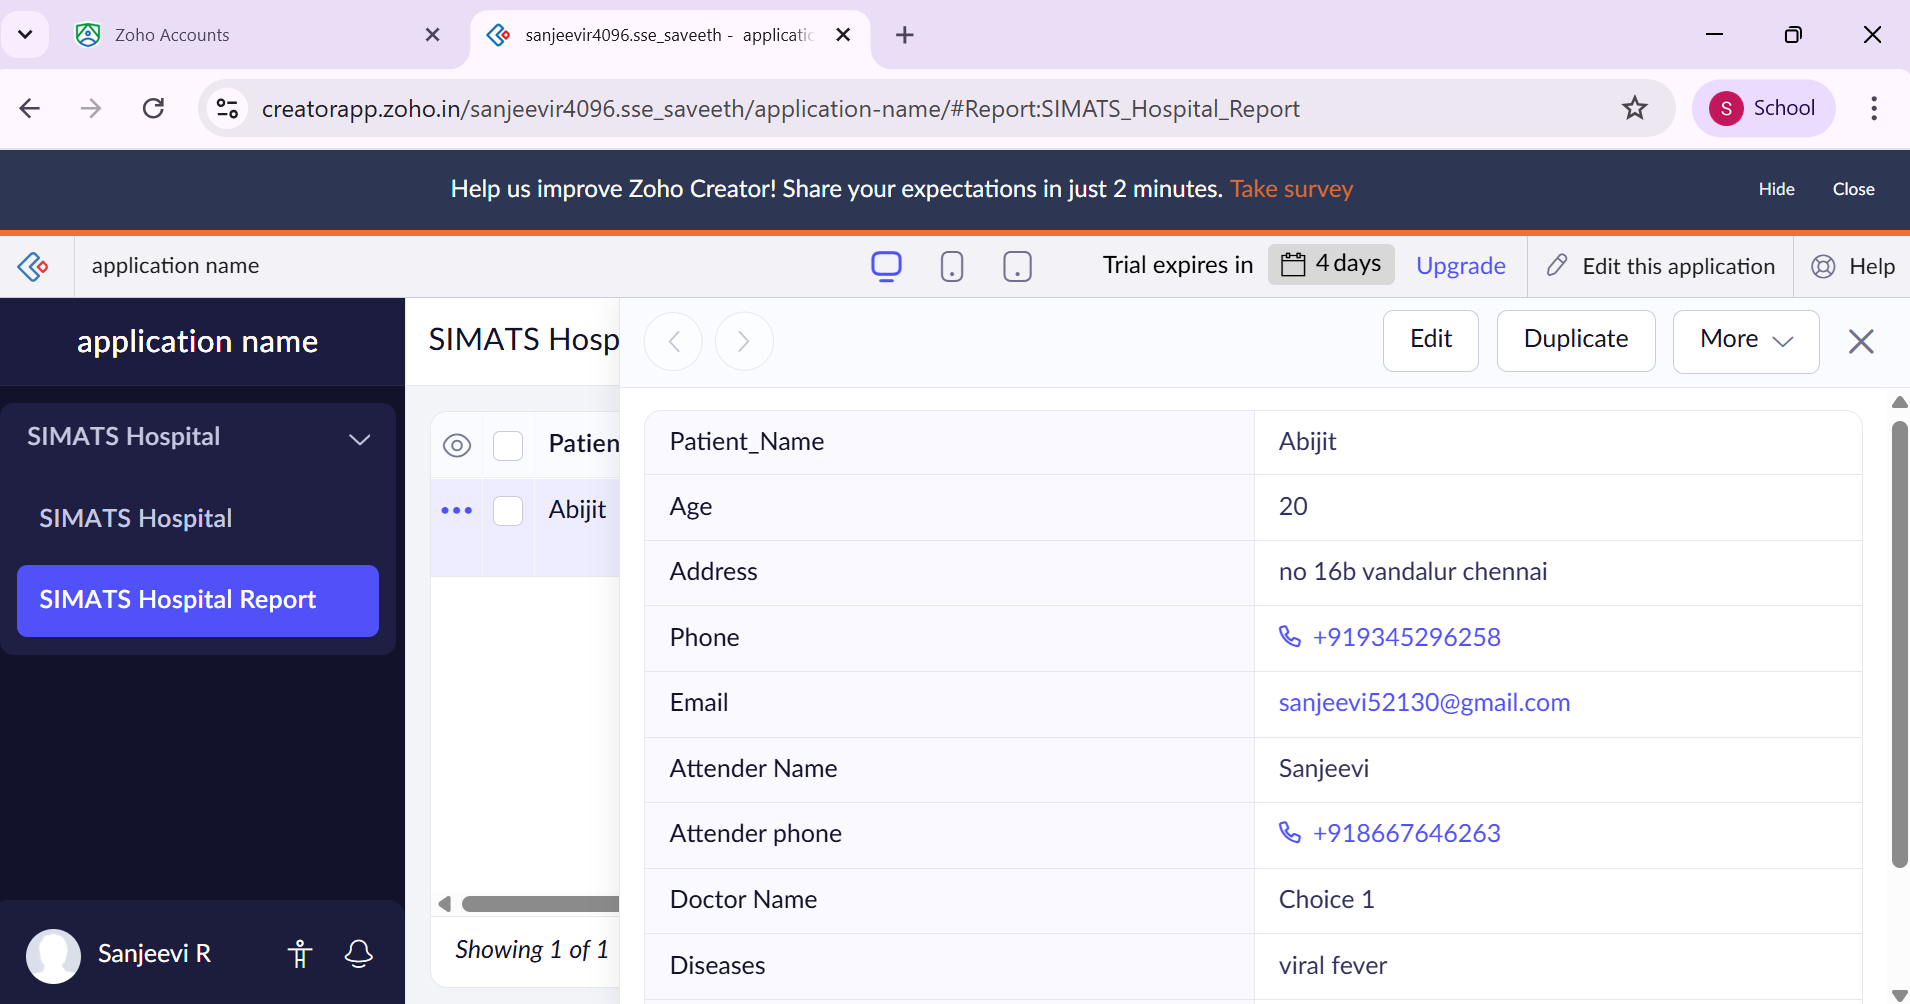 Zoho Accounts
sanjeevir4096.sse_saveeth - applicatic
creatorapp.zoho.in/sanjeevir4096.sse_saveeth/application-name/#Report:SIMATS_Hospital_Report
S School
Help us improve Zoho Creator! Share your expectations in just 2 minutes. Take survey
Hide Close
application name
Trial expires in 4 days Upgrade
Edit this application
Help
application name
SIMATS Hospital
SIMATS Hospital
SIMATS Hospital Report
Sanjeevi R
SIMATS Hosp
Patien
Abijit
Showing 1 of 1
Edit Duplicate More
Patient_Name Abijit
Age 20
Address no 16b vandalur chennai
Phone +919345296258
Email sanjeevi52130@gmail.com
Attender Name Sanjeevi
Attender phone +918667646263
Doctor Name Choice 1
Diseases viral fever